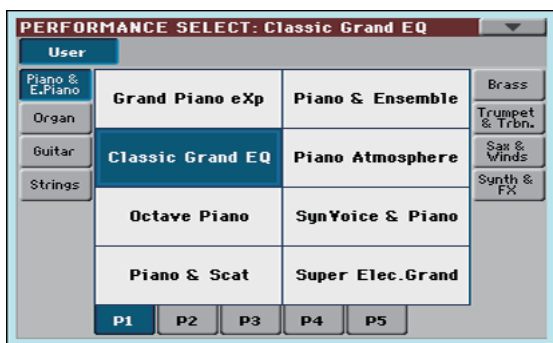 PERFORMANCE SELECT: Classic Grand EQ
User
Piano &
E.Piano
Organ
Guitar
Strings
Grand Piano eXp
Piano & Ensemble
Classic Grand EQ
Piano Atmosphere
Octave Piano
SynVoice & Piano
Piano & Scat
Super Elec.Grand
Brass
Trumpet
& Trbn.
Sax &
Winds
Synth &
FX
P1 P2 P3 P4 P5